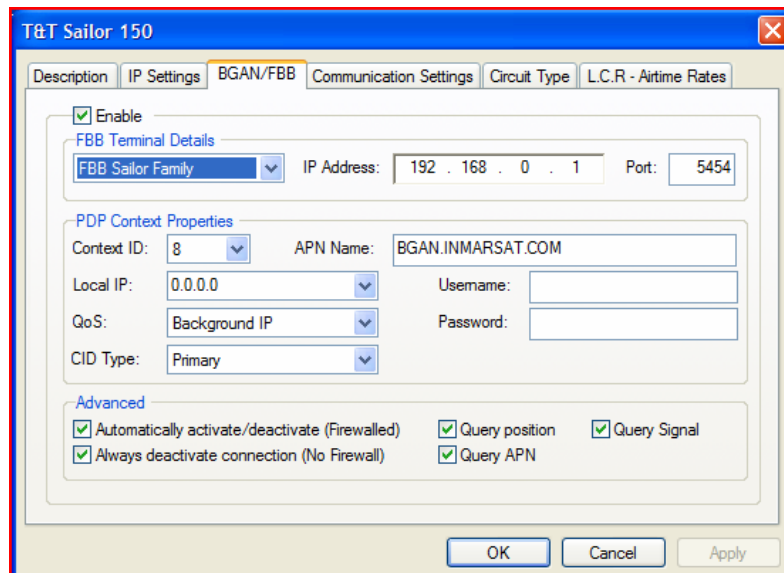 T&T Sailor 150
Description IP Settings BGAN/FBB Communication Settings Circuit Type L.C.R - Airtime Rates
Enable
FBB Terminal Details
FBB Sailor Family IP Address: 192 . 168 . 0 . 1 Port: 5454
PDP Context Properties
Context ID: 8 APN Name: BGAN.INMARSAT.COM
Local IP: 0.0.0.0 Username:
QoS: Background IP Password:
CID Type: Primary
Advanced
Automatically activate/deactivate (Firewalled) Query position Query Signal
Always deactivate connection (No Firewall) Query APN
OK Cancel Apply